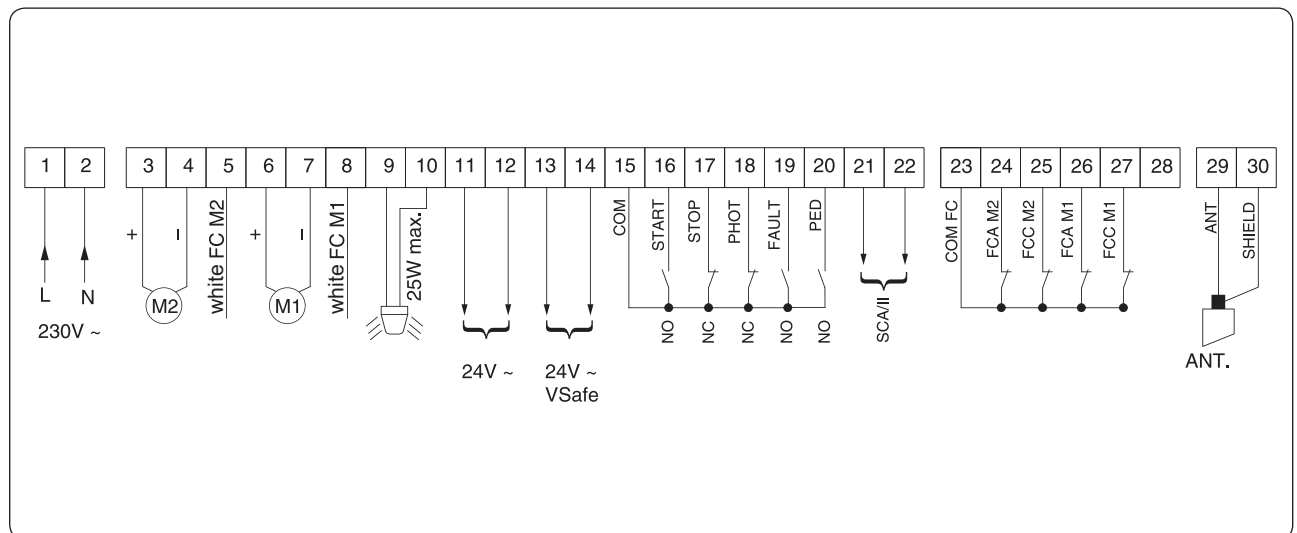 1 2 3 4 5 6 7 8 9 10 11 12 13 14 15 16 17 18 19 20 21 22 23 24 25 26 27 28 29 30
+ - white FC M2 + - white FC M1 25W max. COM START STOP PHOT FAULT PED COM FC FCA M2 FCC M2 FCA M1 FCC M1 ANT SHIELD
L N M2 M1
230V ~
24V ~
24V ~
VSafe
NO NC NC NO NO
SCA/II
ANT.